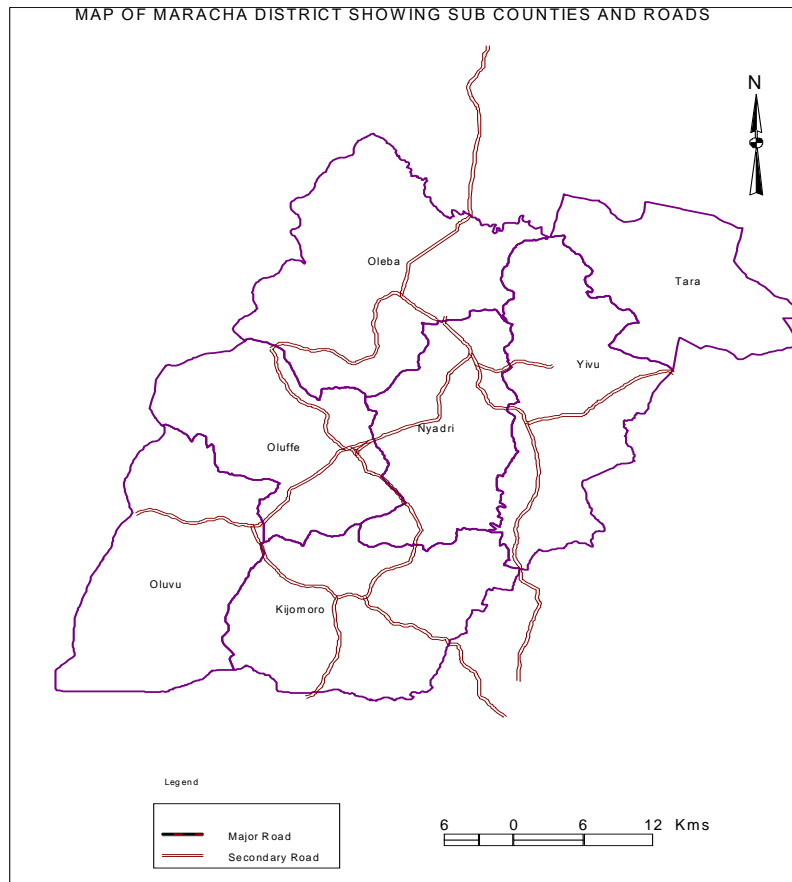 MAP OF MARACHA DISTRICT SHOWING SUB COUNTIES AND ROADS
N
Oleba
Tara
Yivu
Nyadri
Oluffe
Oluvu
Kijomoro
Legend
Major Road
Secondary Road
6 0 6 12 Kms